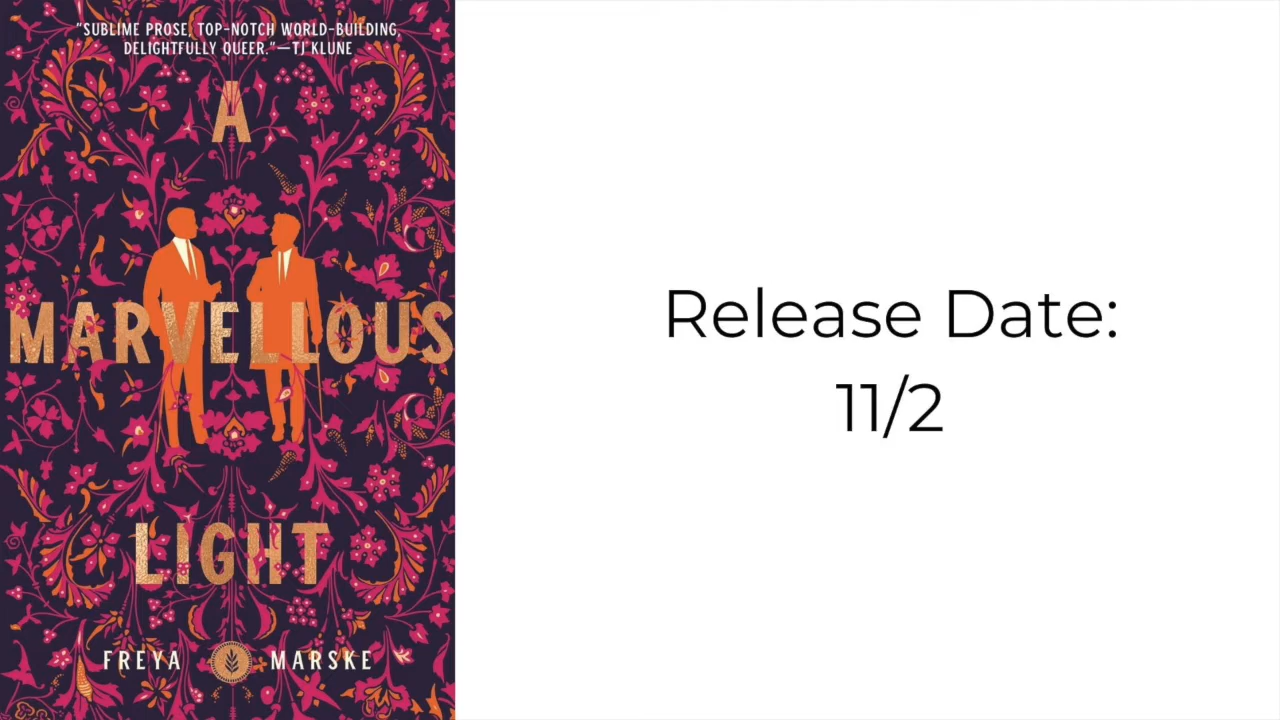 “SUBLIME PROSE, TOP-NOTCH WORLD-BUILDING,
DELIGHTFULLY QUEER.”—TJ KLUNE
A
MARVELLOUS
LIGHT
FREYA MARSKE
Release Date:
11/2